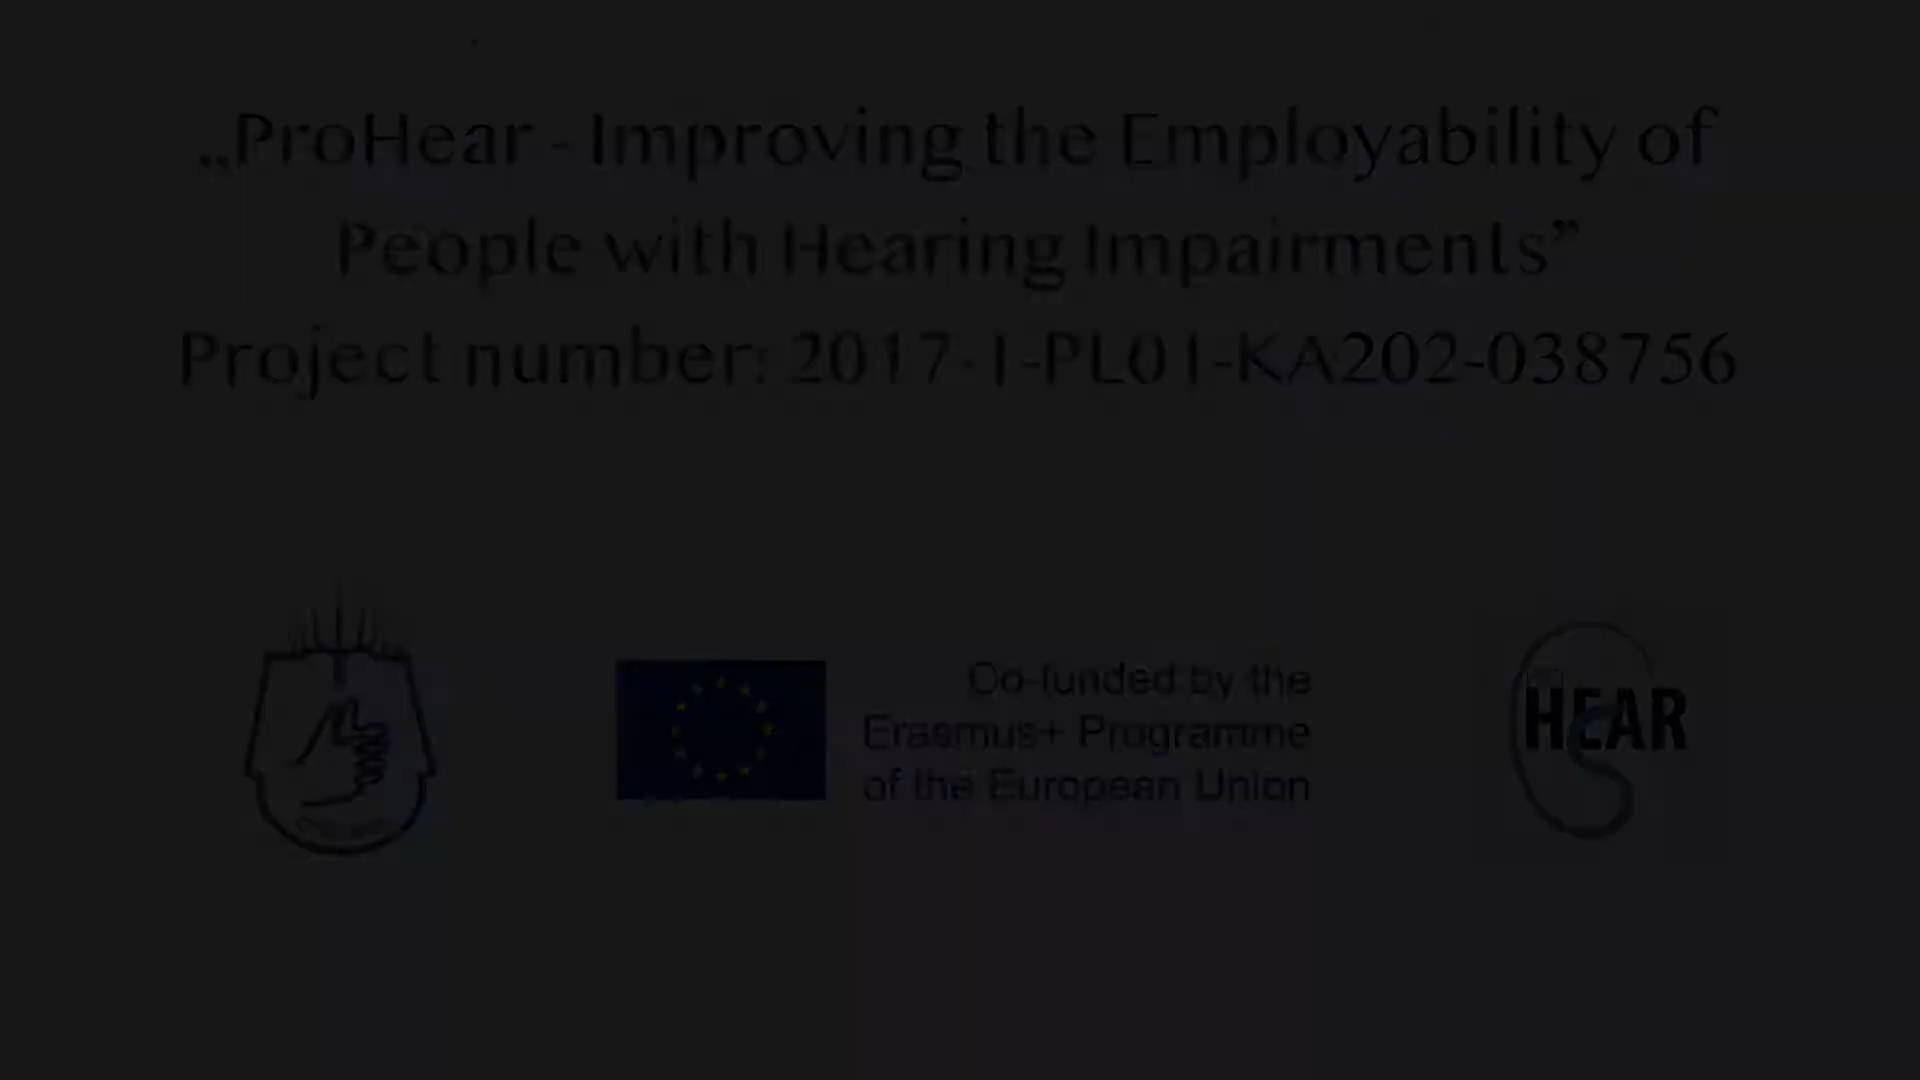 „ProHear - Improving the Employability of
People with Hearing Impairments”
Project number: 2017-1-PL01-KA202-038756
Co-funded by the
Erasmus+ Programme
of the European Union
HEAR